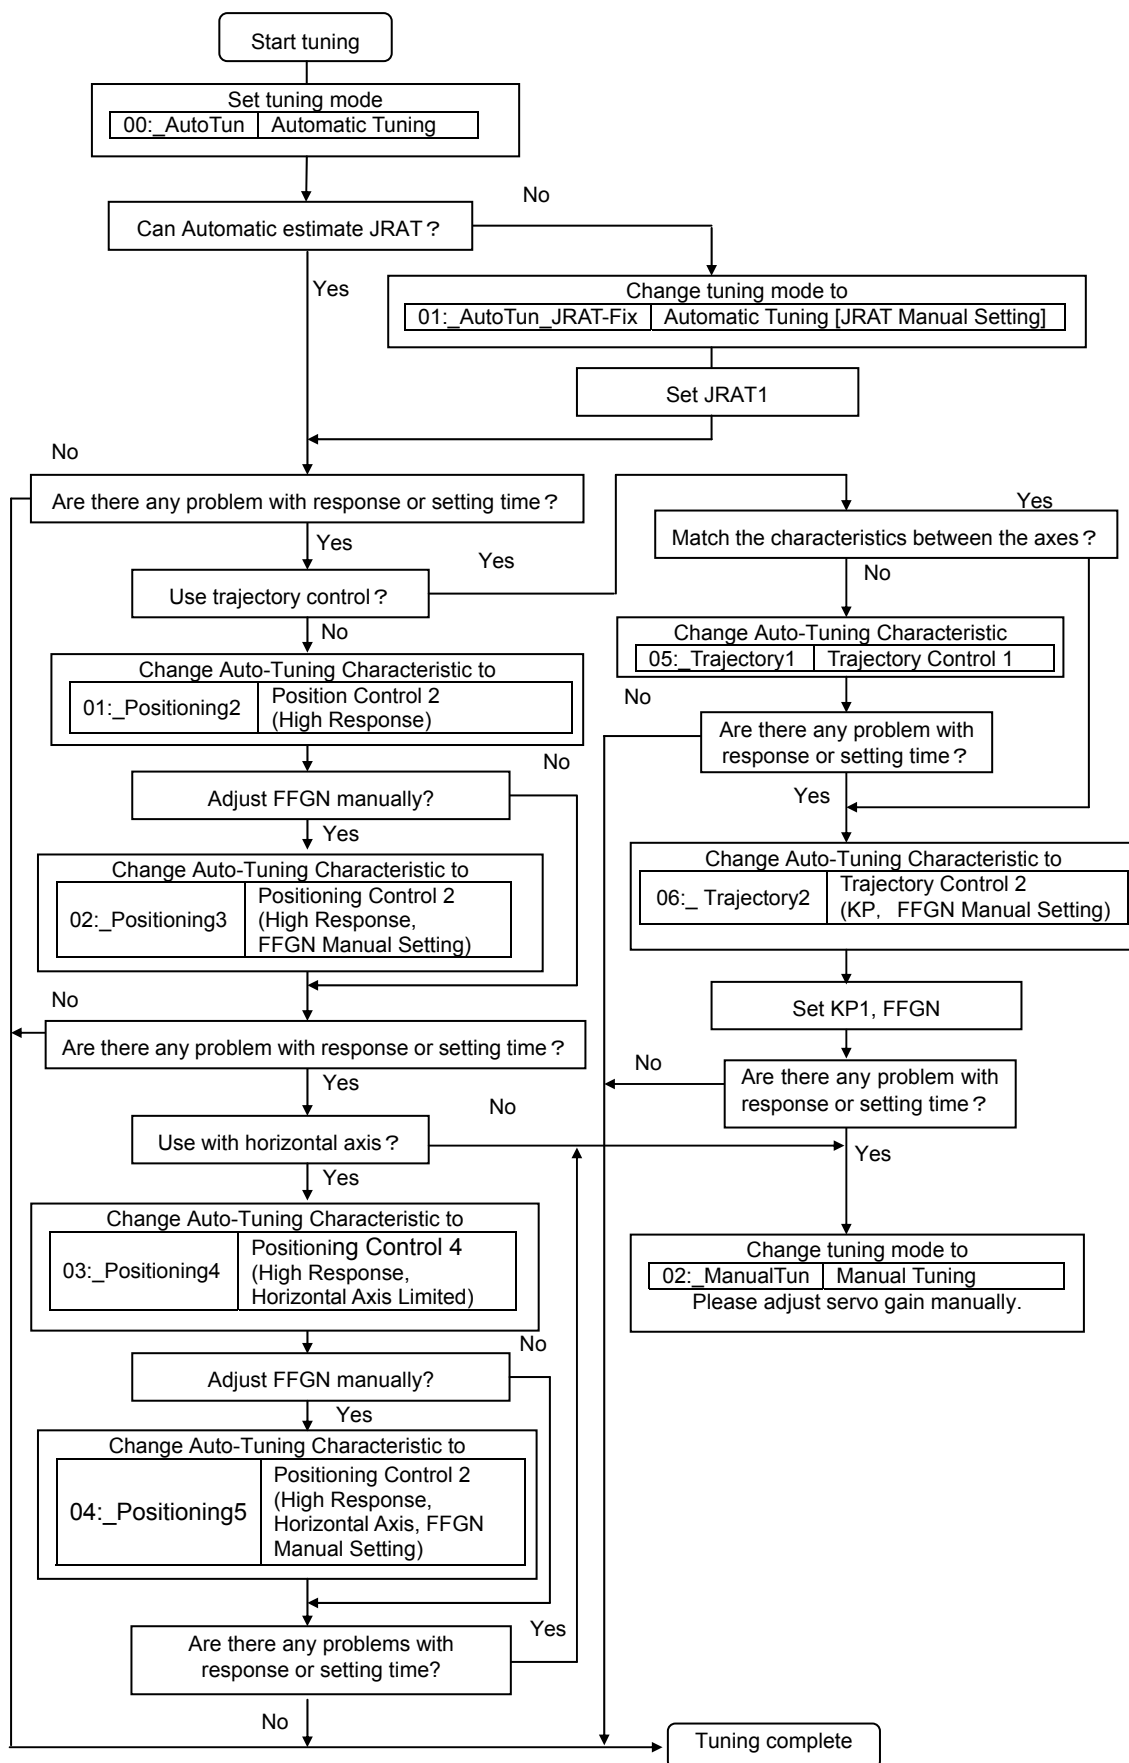 Start tuning
Set tuning mode
00:_AutoTun Automatic Tuning
No
Can Automatic estimate JRAT？
Yes
Change tuning mode to
01:_AutoTun_JRAT-Fix Automatic Tuning [JRAT Manual Setting]
Set JRAT1
No
Are there any problem with response or setting time？
Yes
Yes
Use trajectory control？
No
Change Auto-Tuning Characteristic to
01:_Positioning2
Position Control 2
(High Response)
No
Adjust FFGN manually?
Yes
Change Auto-Tuning Characteristic to
02:_Positioning3
Positioning Control 2
(High Response,
FFGN Manual Setting)
No
Are there any problem with response or setting time？
Yes
No
Use with horizontal axis？
Yes
Change Auto-Tuning Characteristic to
03:_Positioning4
Positioning Control 4
(High Response,
Horizontal Axis Limited)
No
Adjust FFGN manually?
Yes
Change Auto-Tuning Characteristic to
04:_Positioning5
Positioning Control 2
(High Response,
Horizontal Axis, FFGN
Manual Setting)
Are there any problems with
response or setting time?
Yes
No
Yes
Match the characteristics between the axes？
No
Change Auto-Tuning Characteristic
05:_Trajectory1 Trajectory Control 1
No
Are there any problem with
response or setting time？
Yes
Change Auto-Tuning Characteristic to
06:_ Trajectory2
Trajectory Control 2
(KP, FFGN Manual Setting)
Set KP1, FFGN
No
Are there any problem with
response or setting time？
Yes
Change tuning mode to
02:_ManualTun Manual Tuning
Please adjust servo gain manually.
Tuning complete